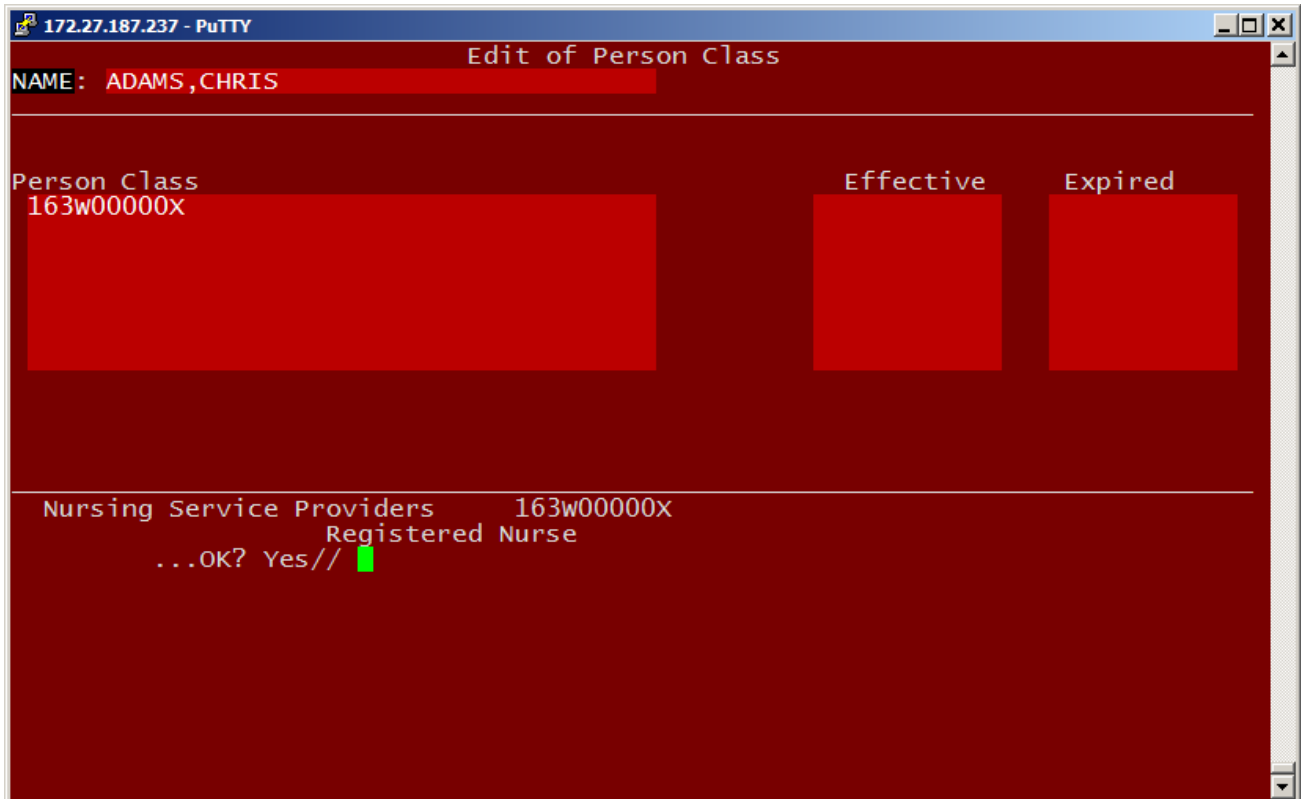 172.27.187.237 - PuTTY
Edit of Person Class
NAME: ADAMS,CHRIS
Person Class Effective Expired
163w00000x
Nursing Service Providers 163w00000x
Registered Nurse
...OK? Yes//